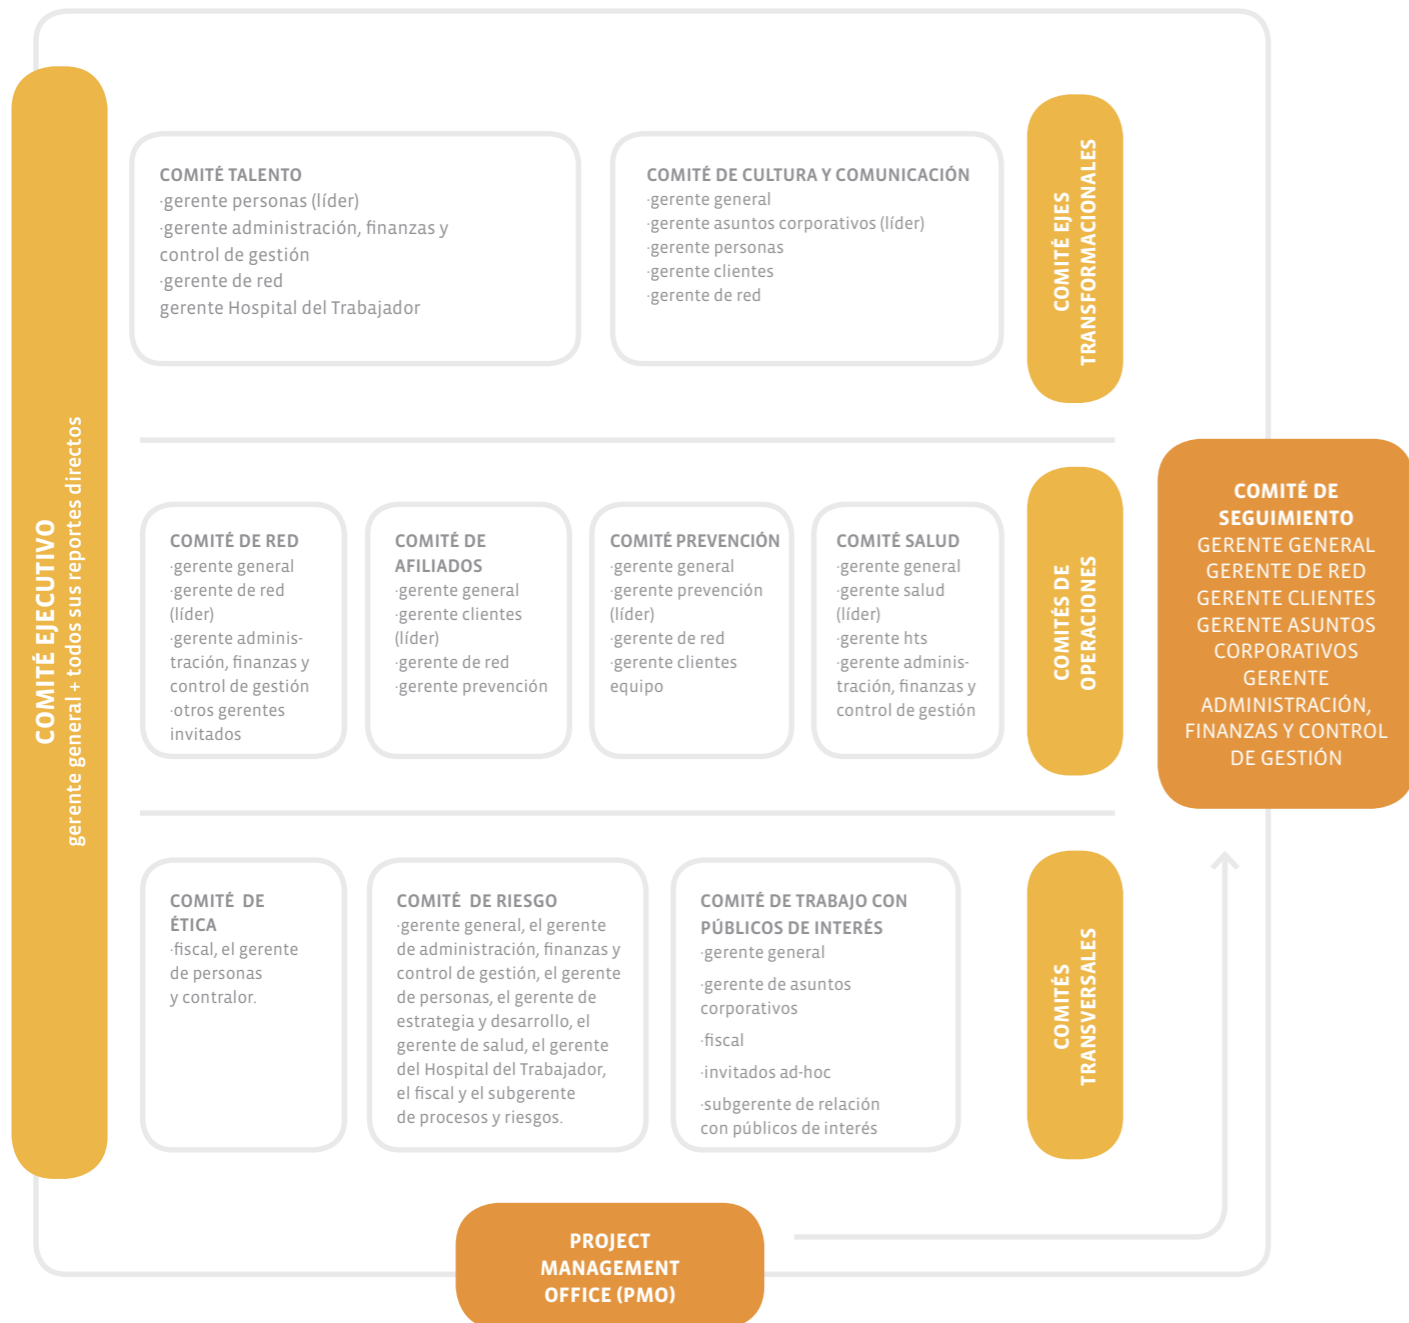 COMITÉ EJECUTIVO
gerente general + todos sus reportes directos
COMITÉ TALENTO
·gerente personas (líder)
·gerente administración, finanzas y
control de gestión
·gerente de red
gerente Hospital del Trabajador
COMITÉ DE CULTURA Y COMUNICACIÓN
·gerente general
·gerente asuntos corporativos (líder)
·gerente personas
·gerente clientes
·gerente de red
COMITÉ EJES
TRANSFORMACIONALES
COMITÉ DE RED
·gerente general
·gerente de red
(líder)
·gerente adminis-
tración, finanzas y
control de gestión
·otros gerentes
invitados
COMITÉ DE
AFILIADOS
·gerente general
·gerente clientes
(líder)
·gerente de red
·gerente prevención
COMITÉ PREVENCIÓN
·gerente general
·gerente prevención
(líder)
·gerente de red
·gerente clientes
equipo
COMITÉ SALUD
·gerente general
·gerente salud
(líder)
·gerente hts
·gerente adminis-
tración, finanzas y
control de gestión
COMITÉS DE
OPERACIONES
COMITÉ DE
SEGUIMIENTO
GERENTE GENERAL
GERENTE DE RED
GERENTE CLIENTES
GERENTE ASUNTOS
CORPORATIVOS
GERENTE
ADMINISTRACIÓN,
FINANZAS Y CONTROL
DE GESTIÓN
COMITÉ DE
ÉTICA
·fiscal, el gerente
de personas
y contralor.
COMITÉ DE RIESGO
·gerente general, el gerente
de administración, finanzas y
control de gestión, el gerente
de personas, el gerente de
estrategia y desarrollo, el
gerente de salud, el gerente
del Hospital del Trabajador,
el fiscal y el subgerente
de procesos y riesgos.
COMITÉ DE TRABAJO CON
PÚBLICOS DE INTERÉS
·gerente general
·gerente de asuntos
corporativos
·fiscal
·invitados ad-hoc
·subgerente de relación
con públicos de interés
COMITÉS
TRANSVERSALES
PROJECT
MANAGEMENT
OFFICE (PMO)